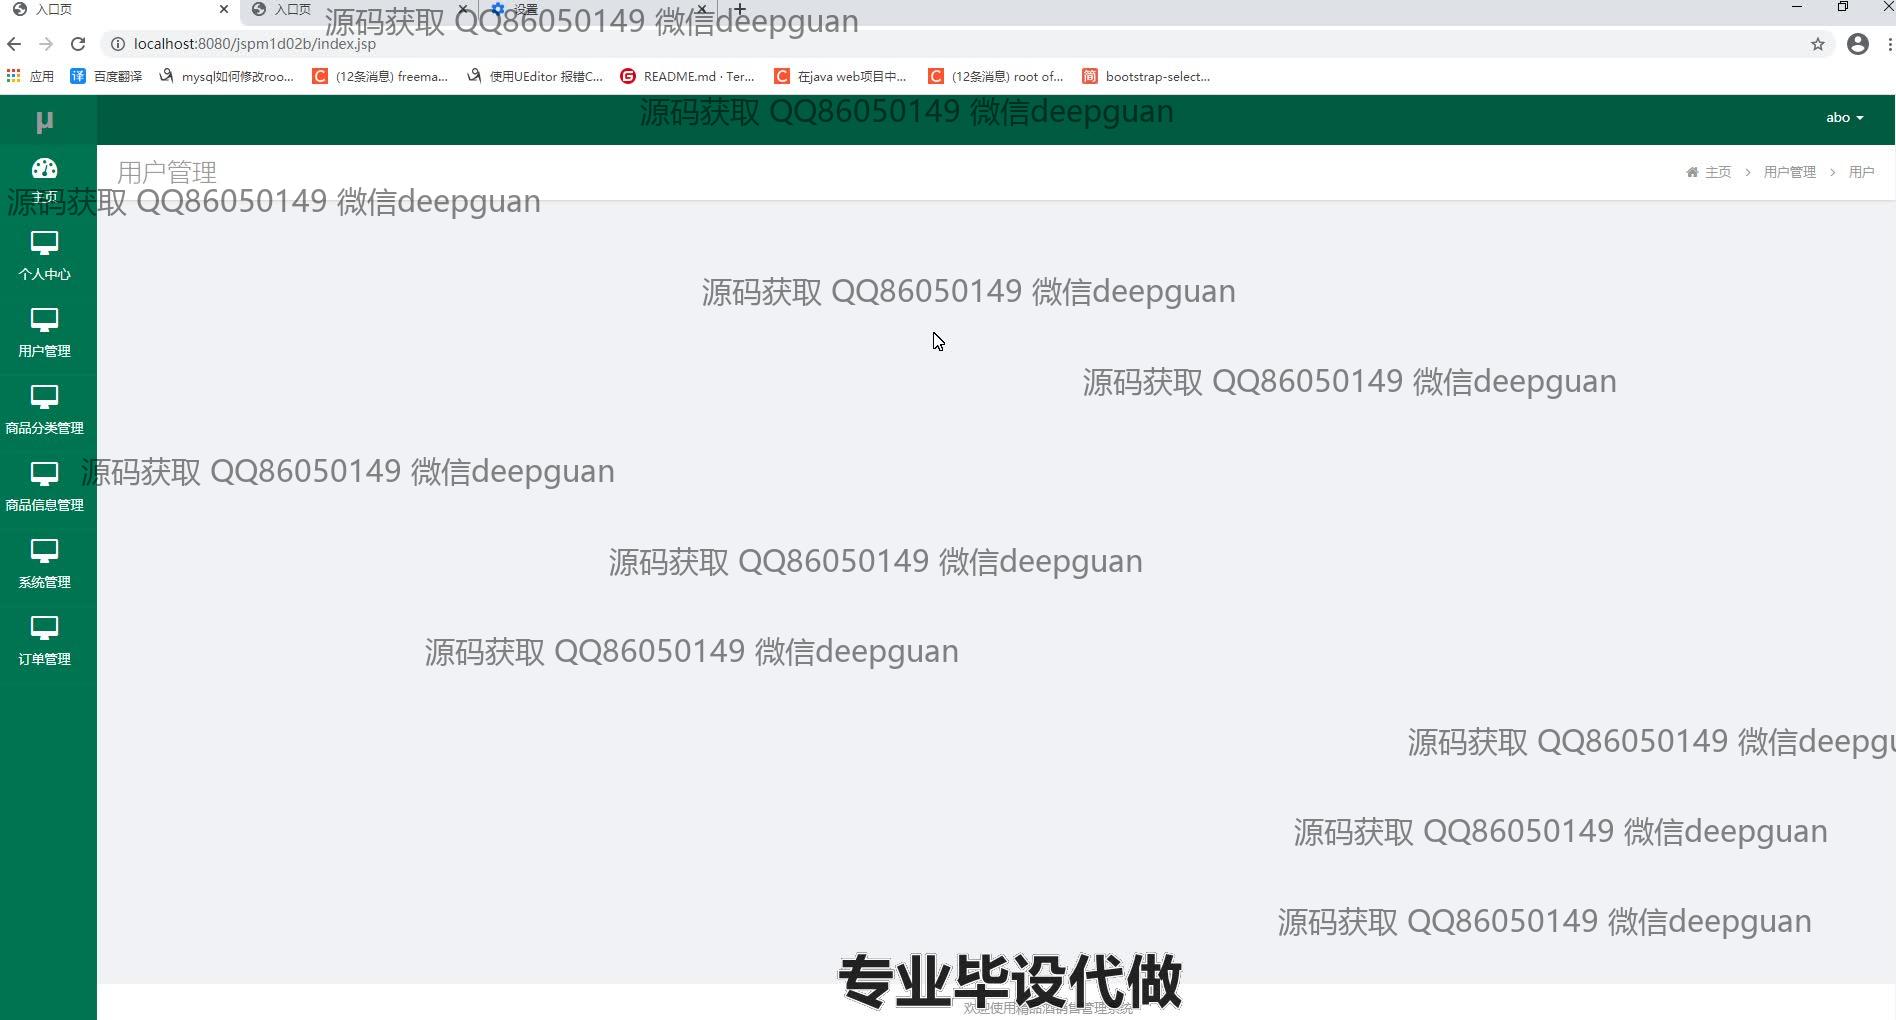 入口页
入口页
设置
源码获取 QQ86050149 微信deepguan
localhost:8080/jspm1d02b/index.jsp
应用
百度翻译
mysql如何修改roo...
(12条消息) freema...
使用UEditor 报错C...
README.md · Ter...
在java web项目中...
(12条消息) root of...
bootstrap-select...
μ
源码获取 QQ86050149 微信deepguan
abo
用户管理
主页 > 用户管理 > 用户
主页
源码获取 QQ86050149 微信deepguan
个人中心
源码获取 QQ86050149 微信deepguan
用户管理
源码获取 QQ86050149 微信deepguan
商品分类管理
源码获取 QQ86050149 微信deepguan
商品信息管理
源码获取 QQ86050149 微信deepguan
系统管理
源码获取 QQ86050149 微信deepguan
订单管理
源码获取 QQ86050149 微信deepgu
源码获取 QQ86050149 微信deepguan
源码获取 QQ86050149 微信deepguan
专业毕设代做
欢迎使用精品酒销售管理系统